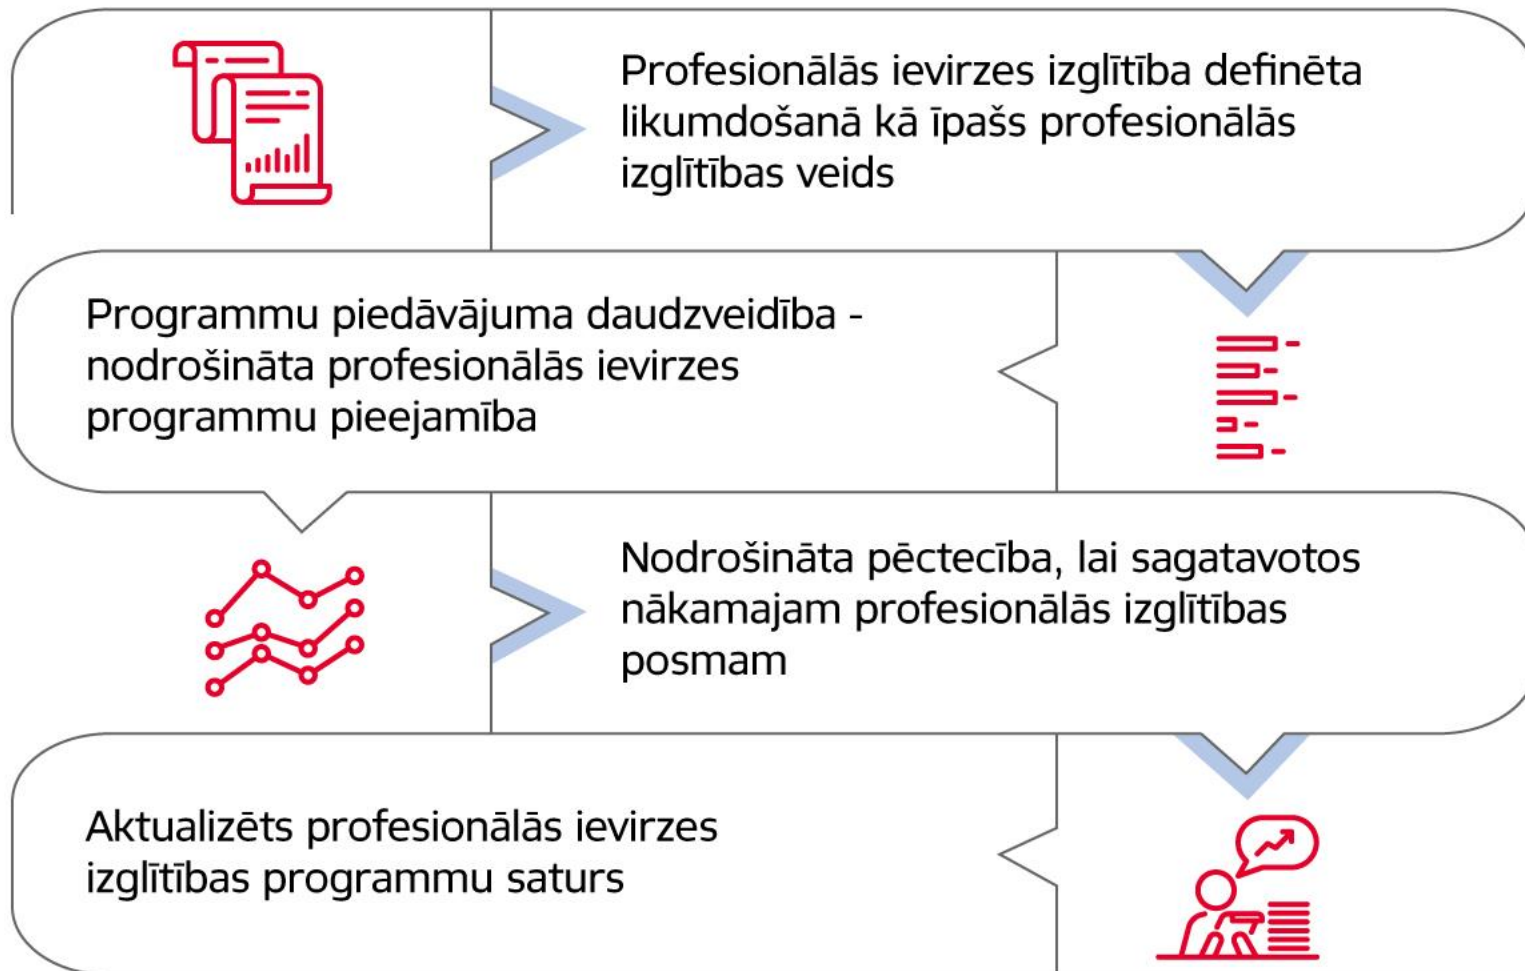 Profesionālās ievirzes izglītība definēta
likumdošanā kā īpašs profesionālās
izglītības veids
Programmu piedāvājuma daudzveidība -
nodrošināta profesionālās ievirzes
programmu pieejamība
Nodrošināta pēctecība, lai sagatavotos
nākamajam profesionālās izglītības
posmam
Aktualizēts profesionālās ievirzes
izglītības programmu saturs